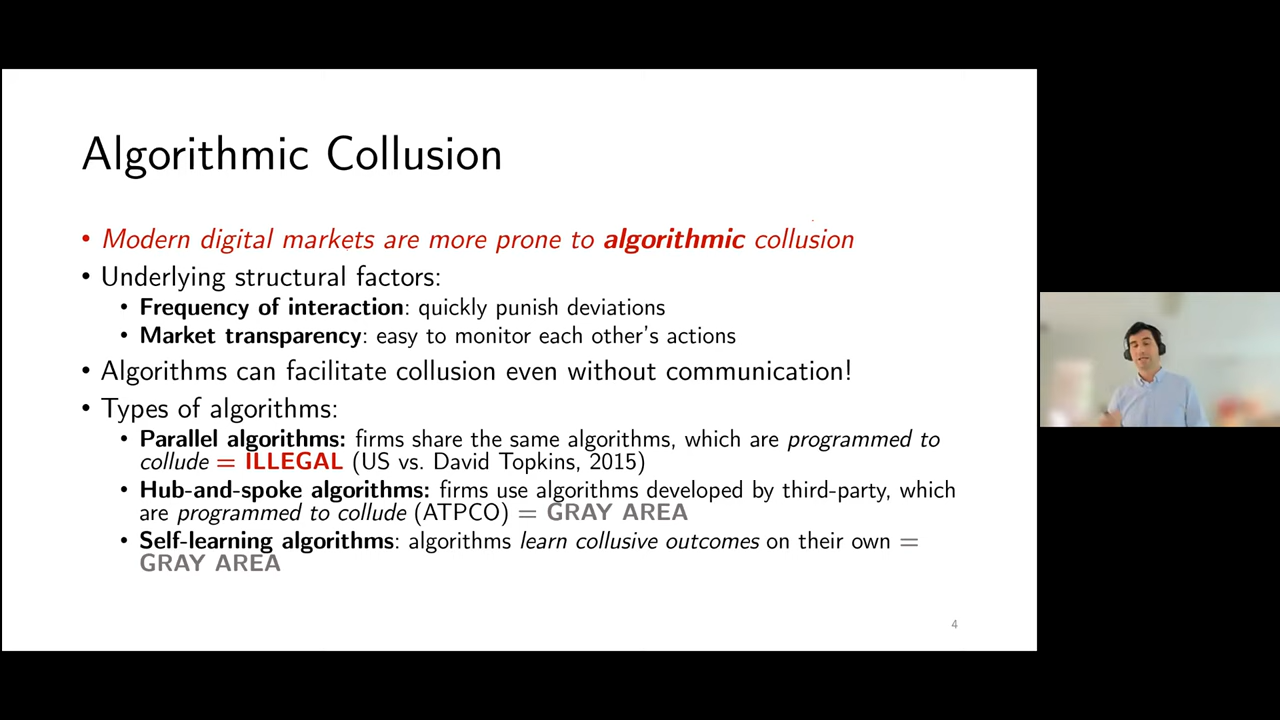 Algorithmic Collusion
• Modern digital markets are more prone to algorithmic collusion
• Underlying structural factors:
• Frequency of interaction: quickly punish deviations
• Market transparency: easy to monitor each other's actions
• Algorithms can facilitate collusion even without communication!
• Types of algorithms:
• Parallel algorithms: firms share the same algorithms, which are programmed to
collude = ILLEGAL (US vs. David Topkins, 2015)
• Hub-and-spoke algorithms: firms use algorithms developed by third-party, which
are programmed to collude (ATPCO) = GRAY AREA
• Self-learning algorithms: algorithms learn collusive outcomes on their own =
GRAY AREA
4